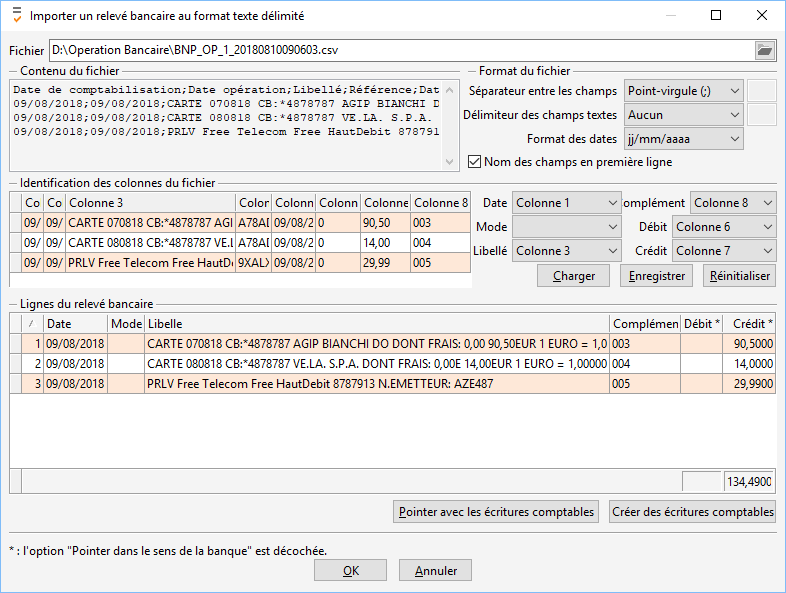 Importer un relevé bancaire au format texte délimité
Fichier D:\Operation Bancaire\BNP_OP_1_20180810090603.csv
Contenu du fichier
Date de comptabilisation;Date opération;Libellé;Référence;Dat
09/08/2018;09/08/2018;CARTE 070818 CB:*4878787 AGIP BIANCHI D
09/08/2018;09/08/2018;CARTE 080818 CB:*4878787 VE.LA. S.P.A.
09/08/2018;09/08/2018;PRLV Free Telecom Free HautDebit 878791
Format du fichier
Séparateur entre les champs Point-virgule (;)
Délimiteur des champs textes Aucun
Format des dates jj/mm/aaaa
Nom des champs en première ligne
Identification des colonnes du fichier
Co Co Colonne 3 Colon Colonn Colonn Colonne Colonne 8
09/ 09/ CARTE 070818 CB:*4878787 AGI A78AD 09/08/2 0 90,50 003
09/ 09/ CARTE 080818 CB:*4878787 VE.L A78AD 09/08/2 0 14,00 004
09/ 09/ PRLV Free Telecom Free HautD 9XALX 09/08/2 0 29,99 005
Date Colonne 1 omplément Colonne 8
Mode Débit Colonne 6
Libellé Colonne 3 Crédit Colonne 7
Charger Enregistrer Réinitialiser
Lignes du relevé bancaire
Date Mode Libelle Complémen Débit * Crédit *
1 09/08/2018 CARTE 070818 CB:*4878787 AGIP BIANCHI DO DONT FRAIS: 0,00 90,50EUR 1 EURO = 1,0 003 90,5000
2 09/08/2018 CARTE 080818 CB:*4878787 VE.LA. S.P.A. DONT FRAIS: 0,00E 14,00EUR 1 EURO = 1,00000 004 14,0000
3 09/08/2018 PRLV Free Telecom Free HautDebit 8787913 N.EMETTEUR: AZE487 005 29,9900
134,4900
Pointer avec les écritures comptables Créer des écritures comptables
* : l'option "Pointer dans le sens de la banque" est décochée.
OK Annuler